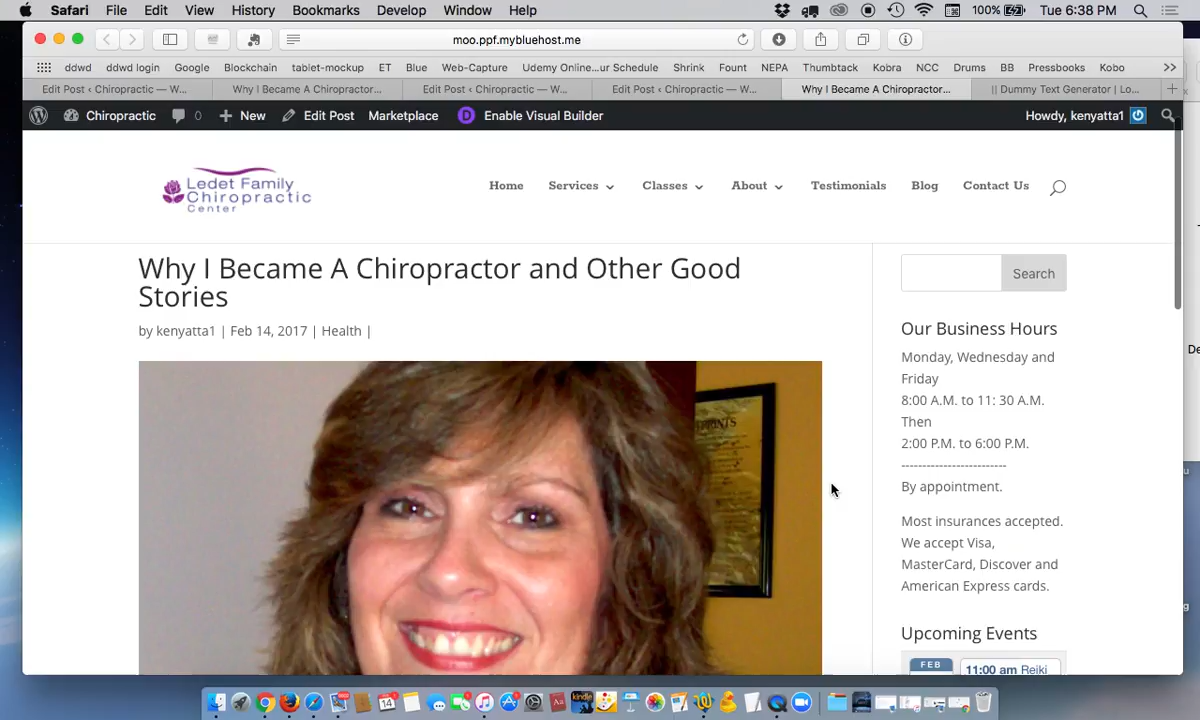 Safari File Edit View History Bookmarks Develop Window Help 100% Tue 6:38 PM
moo.ppf.mybluehost.me
ddwd ddwd login Google Blockchain tablet-mockup ET Blue Web-Capture Udemy Online...ur Schedule Shrink Fount NEPA Thumbtack Kobra NCC Drums BB Pressbooks Kobo >>
Edit Post ‹ Chiropractic — W... Why I Became A Chiropractor... Edit Post ‹ Chiropractic — W... Edit Post ‹ Chiropractic — W... Why I Became A Chiropractor... || Dummy Text Generator | Lo... +
Chiropractic 0 + New Edit Post Marketplace D Enable Visual Builder Howdy, kenyatta1
Ledet Family
Chiropractic
Center
Home Services Classes About Testimonials Blog Contact Us
Why I Became A Chiropractor and Other Good
Stories
by kenyatta1 | Feb 14, 2017 | Health |
Search
Our Business Hours
Monday, Wednesday and
Friday
8:00 A.M. to 11: 30 A.M.
Then
2:00 P.M. to 6:00 P.M.
-------------------------
By appointment.
Most insurances accepted.
We accept Visa,
MasterCard, Discover and
American Express cards.
Upcoming Events
FEB
11:00 am Reiki
De
14
kindle